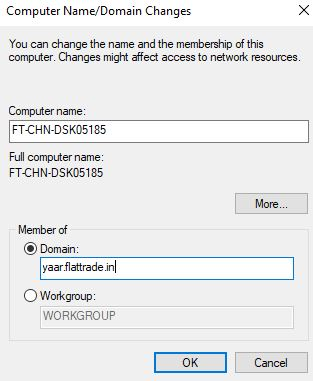 Computer Name/Domain Changes
You can change the name and the membership of this
computer. Changes might affect access to network resources.
Computer name:
FT-CHN-DSK05185
Full computer name:
FT-CHN-DSK05185
More...
Member of
Domain:
yaar.flattrade.in
Workgroup:
WORKGROUP
OK
Cancel